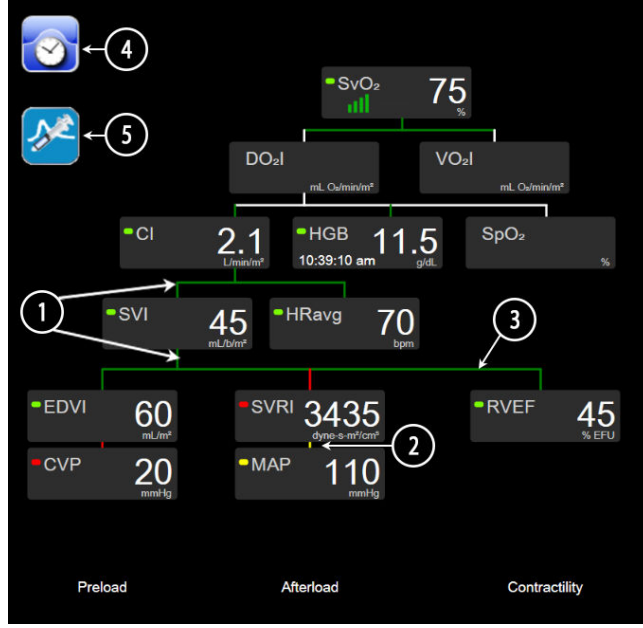 4
5
SvO₂ 75
%
DO₂I
mL O₂/min/m²
VO₂I
mL O₂/min/m²
CI 2.1
L/min/m²
HGB 11.5
10:39:10 am g/dL
SpO₂
%
1
SVI 45
mL/b/m²
HRavg 70
bpm
3
EDVI 60
mL/m²
SVRI 3435
dyne-s-m²/cm⁵
RVEF 45
% EFU
2
CVP 20
mmHg
MAP 110
mmHg
Preload
Afterload
Contractility